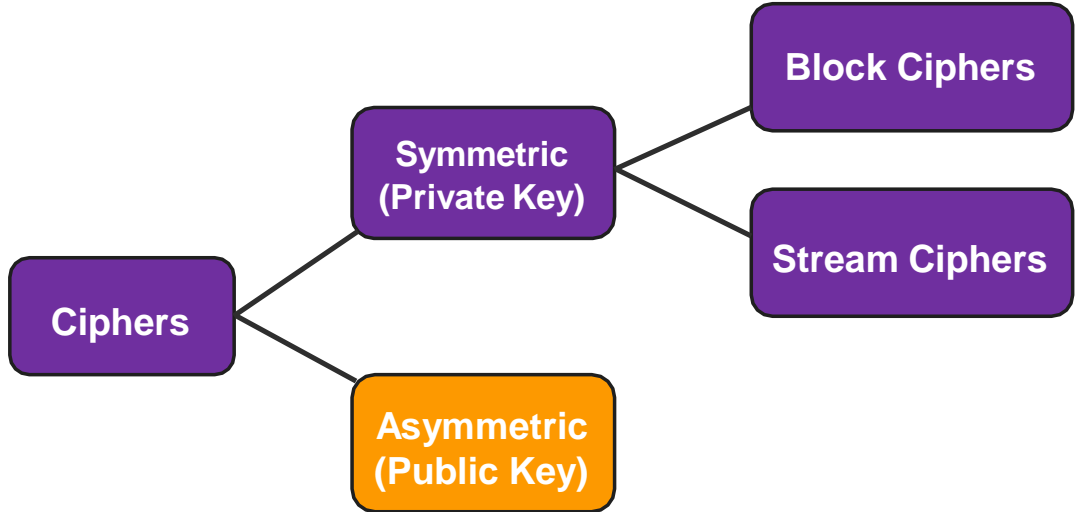 Block Ciphers
Symmetric
(Private Key)
Stream Ciphers
Ciphers
Asymmetric
(Public Key)